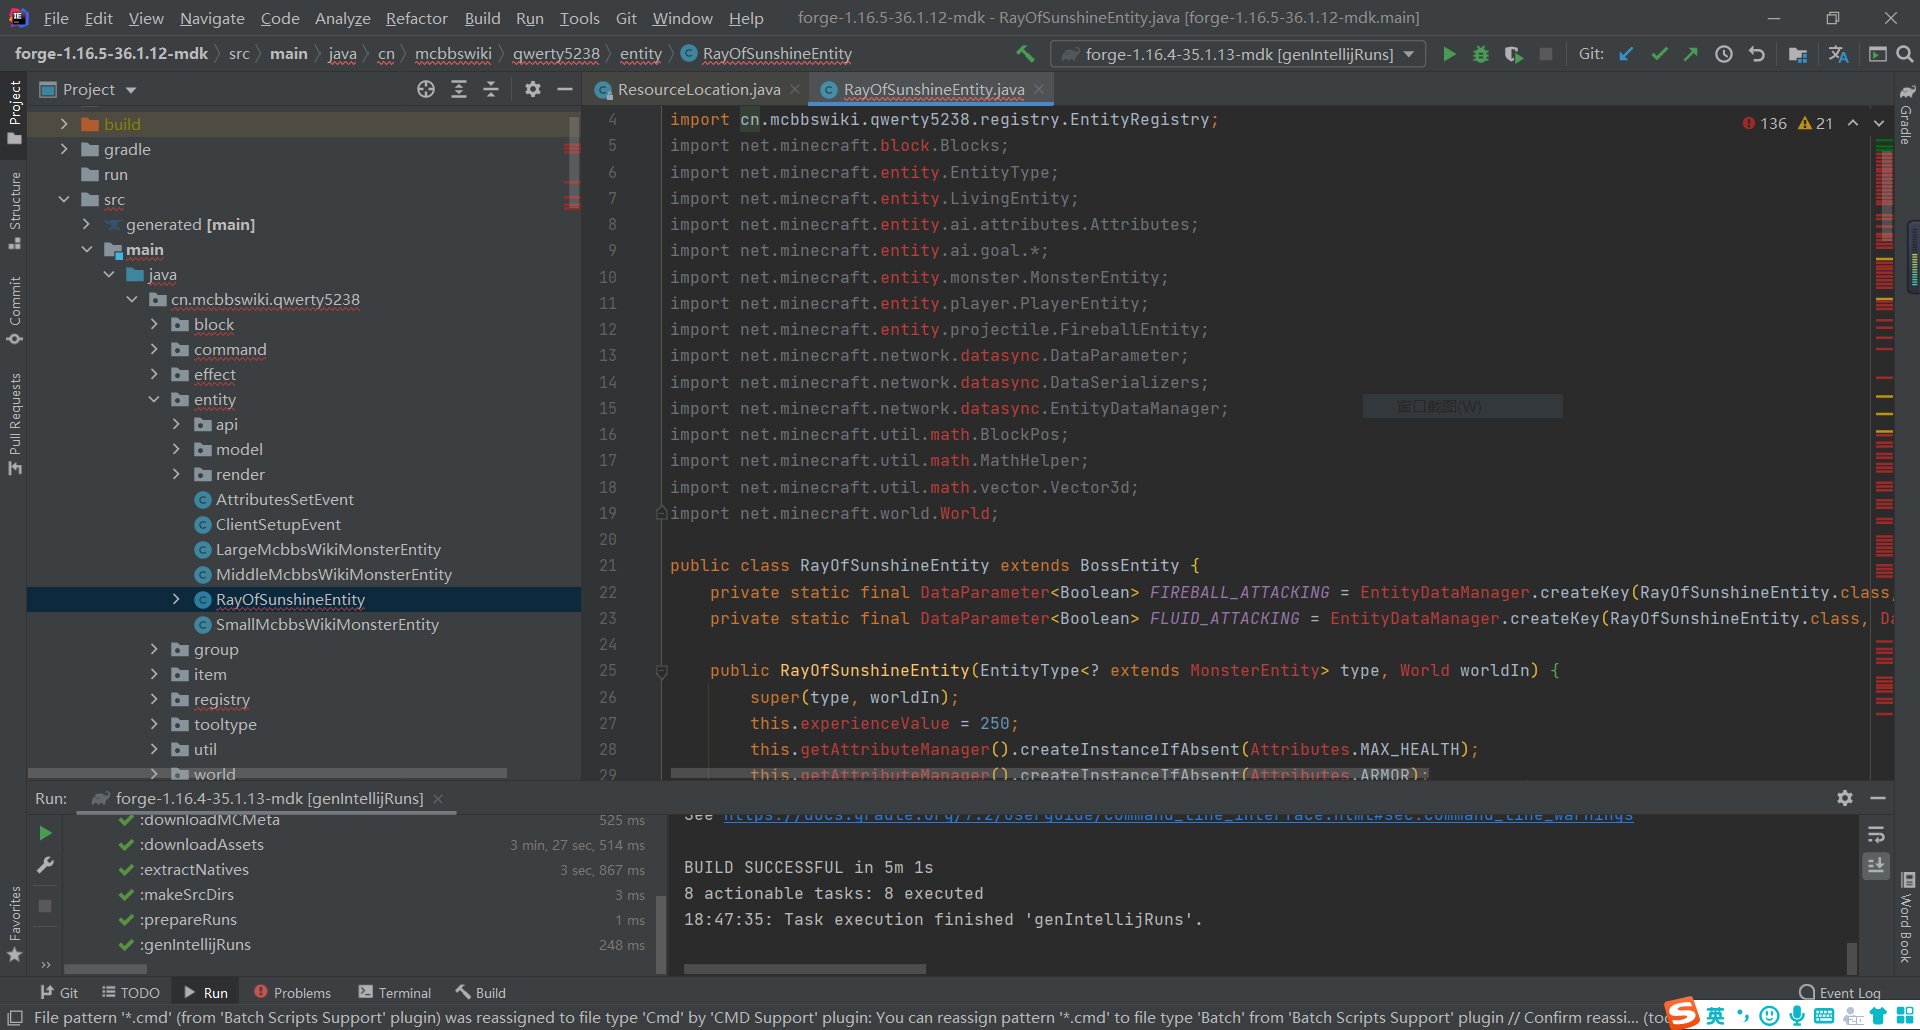 File Edit View Navigate Code Analyze Refactor Build Run Tools Git Window Help forge-1.16.5-36.1.12-mdk - RayOfSunshineEntity.java [forge-1.16.5-36.1.12-mdk.main]
forge-1.16.5-36.1.12-mdk src main java cn mcbbswiki qwerty5238 entity RayOfSunshineEntity forge-1.16.4-35.1.13-mdk [genIntellijRuns] Git:
Project
ResourceLocation.java RayOfSunshineEntity.java
Project
Structure
Commit
Pull Requests
Favorites
build
gradle
run
src
generated [main]
main
java
cn.mcbbswiki.qwerty5238
block
command
effect
entity
api
model
render
AttributesSetEvent
ClientSetupEvent
LargeMcbbsWikiMonsterEntity
MiddleMcbbsWikiMonsterEntity
RayOfSunshineEntity
SmallMcbbsWikiMonsterEntity
group
item
registry
tooltype
util
world
136 21
4 import cn.mcbbswiki.qwerty5238.registry.EntityRegistry;
5 import net.minecraft.block.Blocks;
6 import net.minecraft.entity.EntityType;
7 import net.minecraft.entity.LivingEntity;
8 import net.minecraft.entity.ai.attributes.Attributes;
9 import net.minecraft.entity.ai.goal.*;
10 import net.minecraft.entity.monster.MonsterEntity;
11 import net.minecraft.entity.player.PlayerEntity;
12 import net.minecraft.entity.projectile.FireballEntity;
13 import net.minecraft.network.datasync.DataParameter;
14 import net.minecraft.network.datasync.DataSerializers;
15 import net.minecraft.network.datasync.EntityDataManager;
窗口截图(W)
16 import net.minecraft.util.math.BlockPos;
17 import net.minecraft.util.math.MathHelper;
18 import net.minecraft.util.math.vector.Vector3d;
19 import net.minecraft.world.World;
20
21 public class RayOfSunshineEntity extends BossEntity {
22 private static final DataParameter<Boolean> FIREBALL_ATTACKING = EntityDataManager.createKey(RayOfSunshineEntity.class,
23 private static final DataParameter<Boolean> FLUID_ATTACKING = EntityDataManager.createKey(RayOfSunshineEntity.class, Da
24
25 public RayOfSunshineEntity(EntityType<? extends MonsterEntity> type, World worldIn) {
26 super(type, worldIn);
27 this.experienceValue = 250;
28 this.getAttributeManager().createInstanceIfAbsent(Attributes.MAX_HEALTH);
29 this.getAttributeManager().createInstanceIfAbsent(Attributes.ARMOR);
Gradle
Word Book
Run: forge-1.16.4-35.1.13-mdk [genIntellijRuns]
:downloadMCMeta 525 ms
:downloadAssets 3 min, 27 sec, 514 ms
:extractNatives 3 sec, 867 ms
:makeSrcDirs 3 ms
:prepareRuns 1 ms
:genIntellijRuns 248 ms
See https://docs.gradle.org/7.2/userguide/command_line_interface.html#sec:command_line_warnings
BUILD SUCCESSFUL in 5m 1s
8 actionable tasks: 8 executed
18:47:35: Task execution finished 'genIntellijRuns'.
Git TODO Run Problems Terminal Build Event Log
File pattern '*.cmd' (from 'Batch Scripts Support' plugin) was reassigned to file type 'Cmd' by 'CMD Support' plugin: You can reassign pattern '*.cmd' to file type 'Batch' from 'Batch Scripts Support' plugin // Confirm reassi... (to
英